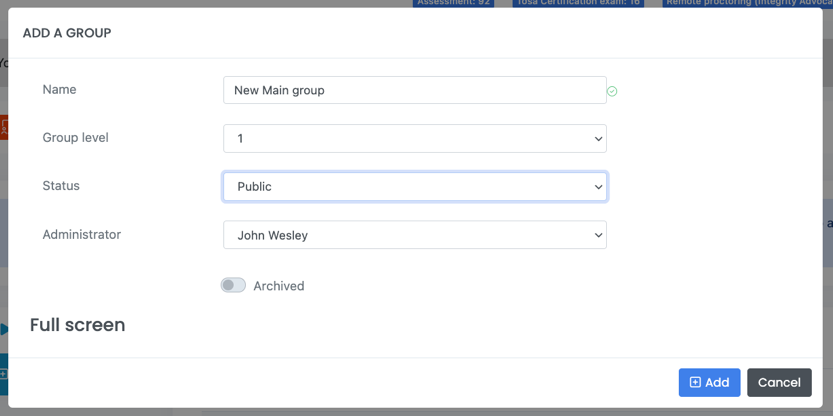 Assessment: 92
Tosa Certification exam: 16
Remote proctoring (Integrity Advoca
ADD A GROUP
Name
New Main group
Group level
1
Status
Public
Administrator
John Wesley
Archived
Full screen
Add
Cancel